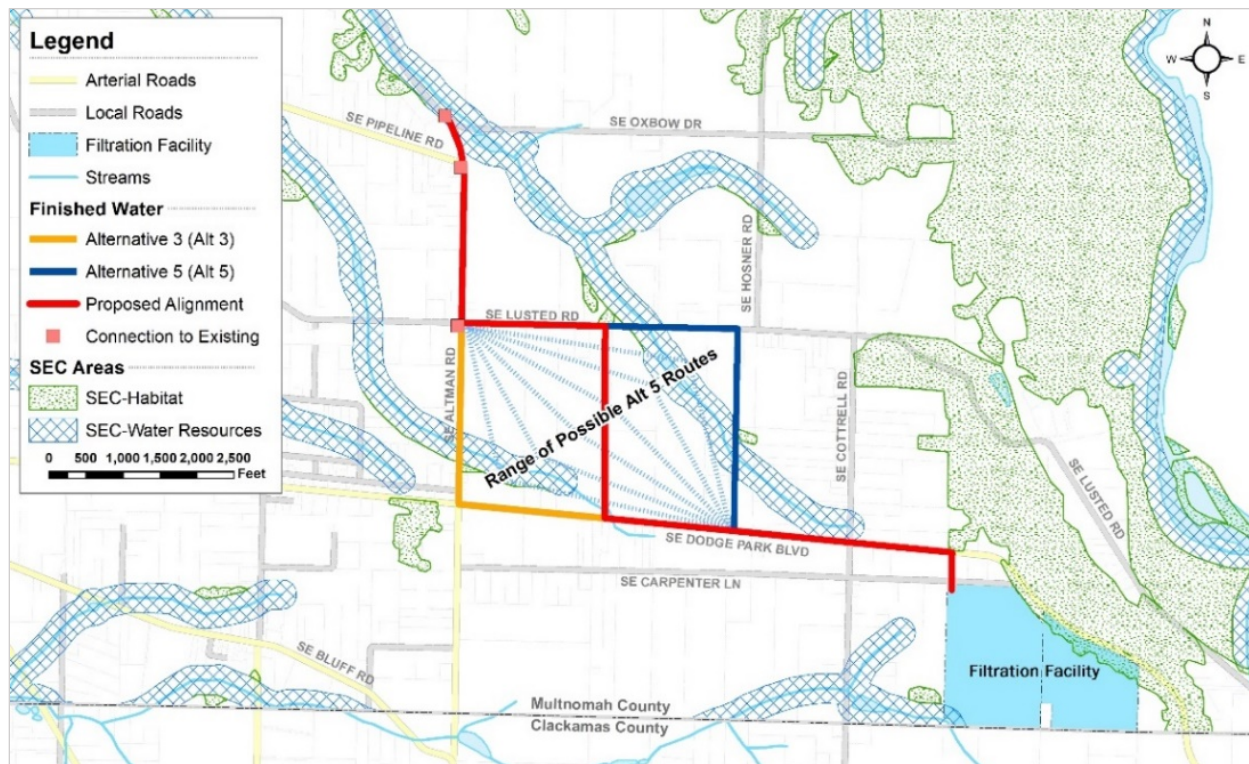 Legend
Arterial Roads
Local Roads
Filtration Facility
Streams
Finished Water
Alternative 3 (Alt 3)
Alternative 5 (Alt 5)
Proposed Alignment
Connection to Existing
SEC Areas
SEC-Habitat
SEC-Water Resources
0 500 1,000 1,500 2,000 2,500
Feet
N
W E
S
SE PIPELINE RD
SE OXBOW DR
SE HOSNER RD
SE LUSTED RD
SE ALTMAN RD
Range of Possible Alt 5 Routes
SE COTTRELL RD
SE LUSTED RD
SE DODGE PARK BLVD
SE CARPENTER LN
SE BLUFF RD
Filtration Facility
Multnomah County
Clackamas County